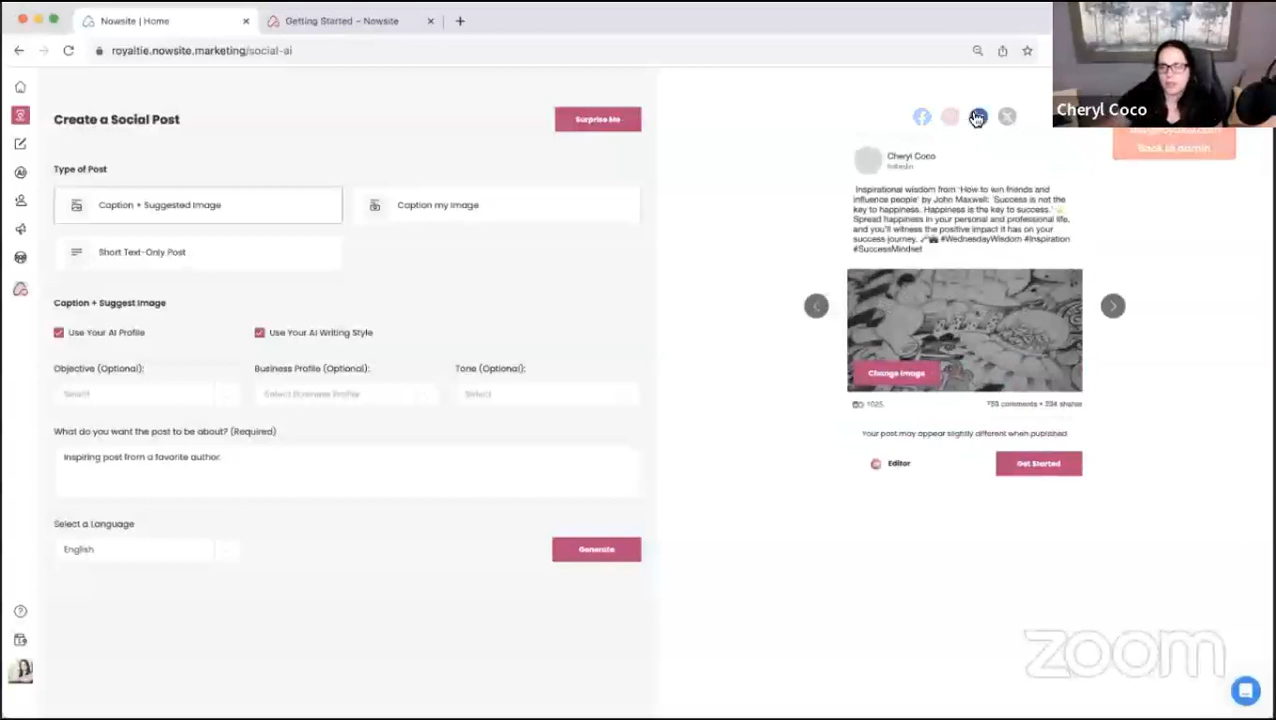 Nowsite | Home
Getting Started - Nowsite
royaltie.nowsite.marketing/social-ai
Cheryl Coco
Back to admin
Create a Social Post
Surprise Me
Type of Post
Caption + Suggested Image
Caption my Image
Short Text-Only Post
Caption + Suggest Image
Use Your AI Profile
Use Your AI Writing Style
Objective (Optional):
Business Profile (Optional):
Tone (Optional):
Select
Select Business Profile
Select
What do you want the post to be about? (Required)
Inspiring post from a favorite author.
Select a Language
English
Generate
Cheryl Coco
linkedin
Inspirational wisdom from 'How to win friends and
influence people' by John Maxwell: 'Success is not the
key to happiness. Happiness is the key to success.'
Spread happiness in your personal and professional life,
and you'll witness the positive impact it has on your
success journey. #WednesdayWisdom #Inspiration
#SuccessMindset
Change Image
1025
comments • 234 shares
Your post may appear slightly different when published
Editor
Get Started
zoom